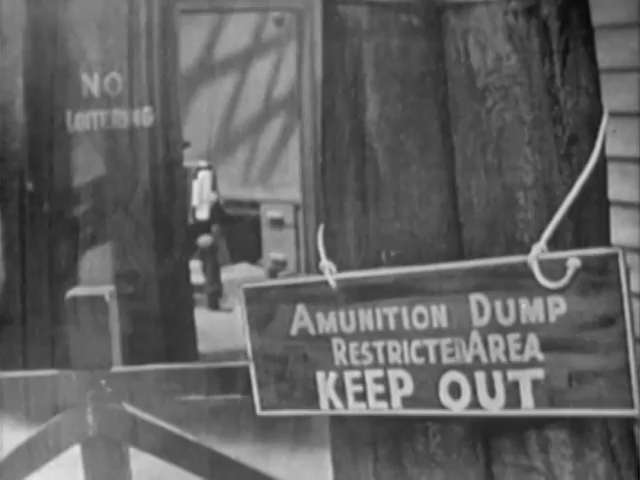 NO
LOITERING
AMUNITION DUMP
RESTRICTED AREA
KEEP OUT